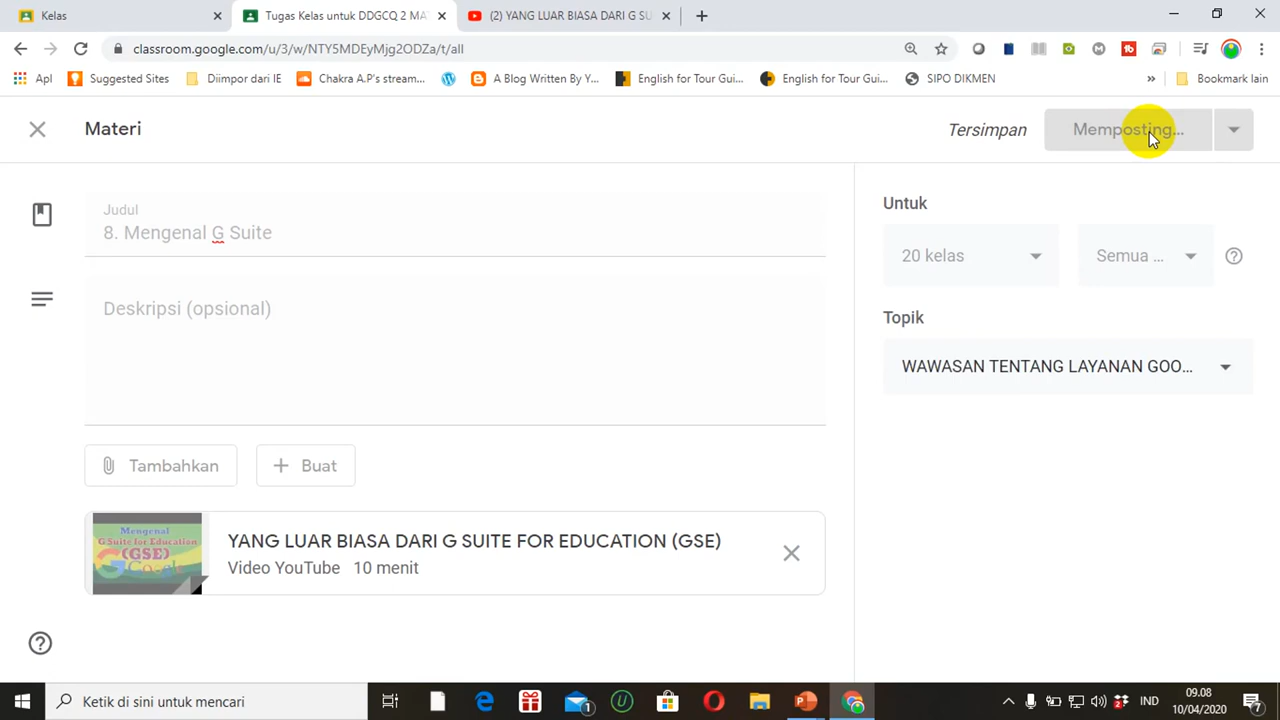 Kelas
Tugas Kelas untuk DDGCQ 2 MA
(2) YANG LUAR BIASA DARI G SU
classroom.google.com/u/3/w/NTY5MDEyMjg2ODZa/t/all
Apl
Suggested Sites
Diimpor dari IE
Chakra A.P's stream...
A Blog Written By Y...
English for Tour Gui...
English for Tour Gui...
SIPO DIKMEN
»
Bookmark lain
Materi
Tersimpan
Memposting...
Judul
8. Mengenal G Suite
Deskripsi (opsional)
Tambahkan
Buat
Mengenal
G Suite for Education
(GSE)
Google
YANG LUAR BIASA DARI G SUITE FOR EDUCATION (GSE)
Video YouTube 10 menit
Untuk
20 kelas
Semua ...
Topik
WAWASAN TENTANG LAYANAN GOO...
Ketik di sini untuk mencari
1
IND
09.08
10/04/2020
7